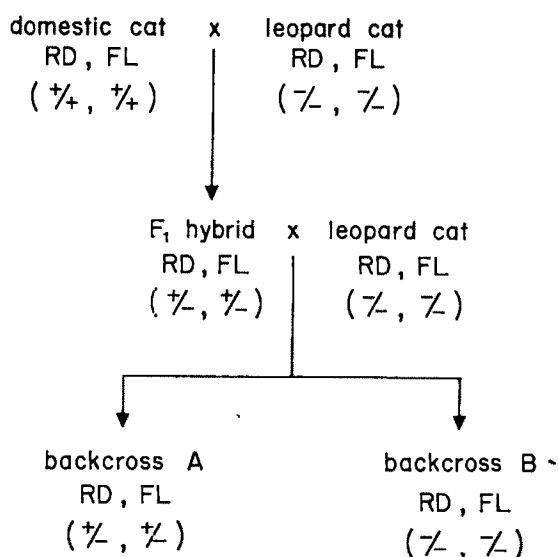 domestic cat x leopard cat
RD, FL RD, FL
(+/+, +/+) (-/-, -/-)
F₁ hybrid x leopard cat
RD, FL RD, FL
(+/-, +/-) (-/-, -/-)
backcross A backcross B
RD, FL RD, FL
(+/-, +/-) (-/-, -/-)